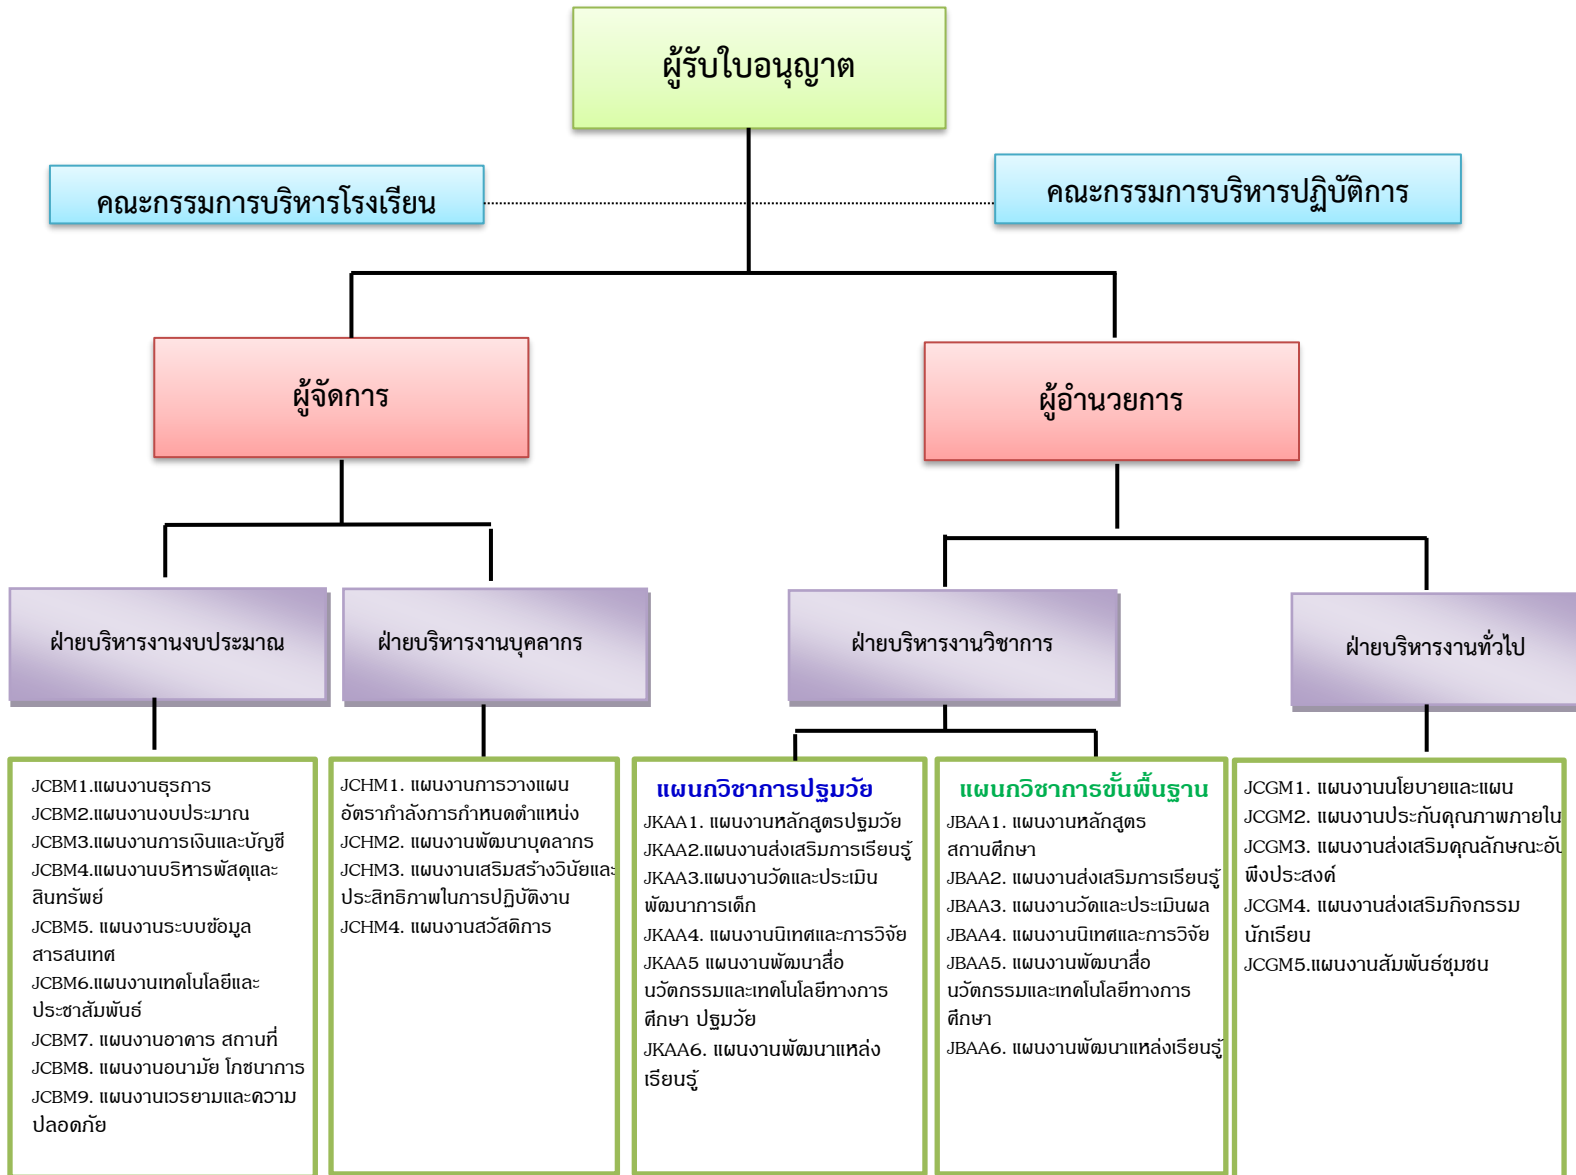 ผู้รับใบอนุญาต
คณะกรรมการบริหารโรงเรียน
คณะกรรมการบริหารปฏิบัติการ
ผู้จัดการ
ผู้อำนวยการ
ฝ่ายบริหารงานงบประมาณ
ฝ่ายบริหารงานบุคลากร
ฝ่ายบริหารงานวิชาการ
ฝ่ายบริหารงานทั่วไป
JCBM1.แผนงานธุรการ
JCBM2.แผนงานงบประมาณ
JCBM3.แผนงานการเงินและบัญชี
JCBM4.แผนงานบริหารพัสดุและ
สินทรัพย์
JCBM5. แผนงานระบบข้อมูล
สารสนเทศ
JCBM6.แผนงานเทคโนโลยีและ
ประชาสัมพันธ์
JCBM7. แผนงานอาคาร สถานที่
JCBM8. แผนงานอนามัย โภชนาการ
JCBM9. แผนงานเวรยามและความ
ปลอดภัย
JCHM1. แผนงานการวางแผน
อัตรากำลังการกำหนดตำแหน่ง
JCHM2. แผนงานพัฒนาบุคลากร
JCHM3. แผนงานเสริมสร้างวินัยและ
ประสิทธิภาพในการปฏิบัติงาน
JCHM4. แผนงานสวัสดิการ
แผนกวิชาการปฐมวัย
JKAA1. แผนงานหลักสูตรปฐมวัย
JKAA2.แผนงานส่งเสริมการเรียนรู้
JKAA3.แผนงานวัดและประเมิน
พัฒนาการเด็ก
JKAA4. แผนงานนิเทศและการวิจัย
JKAA5 แผนงานพัฒนาสื่อ
นวัตกรรมและเทคโนโลยีทางการ
ศึกษา ปฐมวัย
JKAA6. แผนงานพัฒนาแหล่ง
เรียนรู้
แผนกวิชาการขั้นพื้นฐาน
JBAA1. แผนงานหลักสูตร
สถานศึกษา
JBAA2. แผนงานส่งเสริมการเรียนรู้
JBAA3. แผนงานวัดและประเมินผล
JBAA4. แผนงานนิเทศและการวิจัย
JBAA5. แผนงานพัฒนาสื่อ
นวัตกรรมและเทคโนโลยีทางการ
ศึกษา
JBAA6. แผนงานพัฒนาแหล่งเรียนรู้
JCGM1. แผนงานนโยบายและแผน
JCGM2. แผนงานประกันคุณภาพภายใน
JCGM3. แผนงานส่งเสริมคุณลักษณะอัน
พึงประสงค์
JCGM4. แผนงานส่งเสริมกิจกรรม
นักเรียน
JCGM5.แผนงานสัมพันธ์ชุมชน